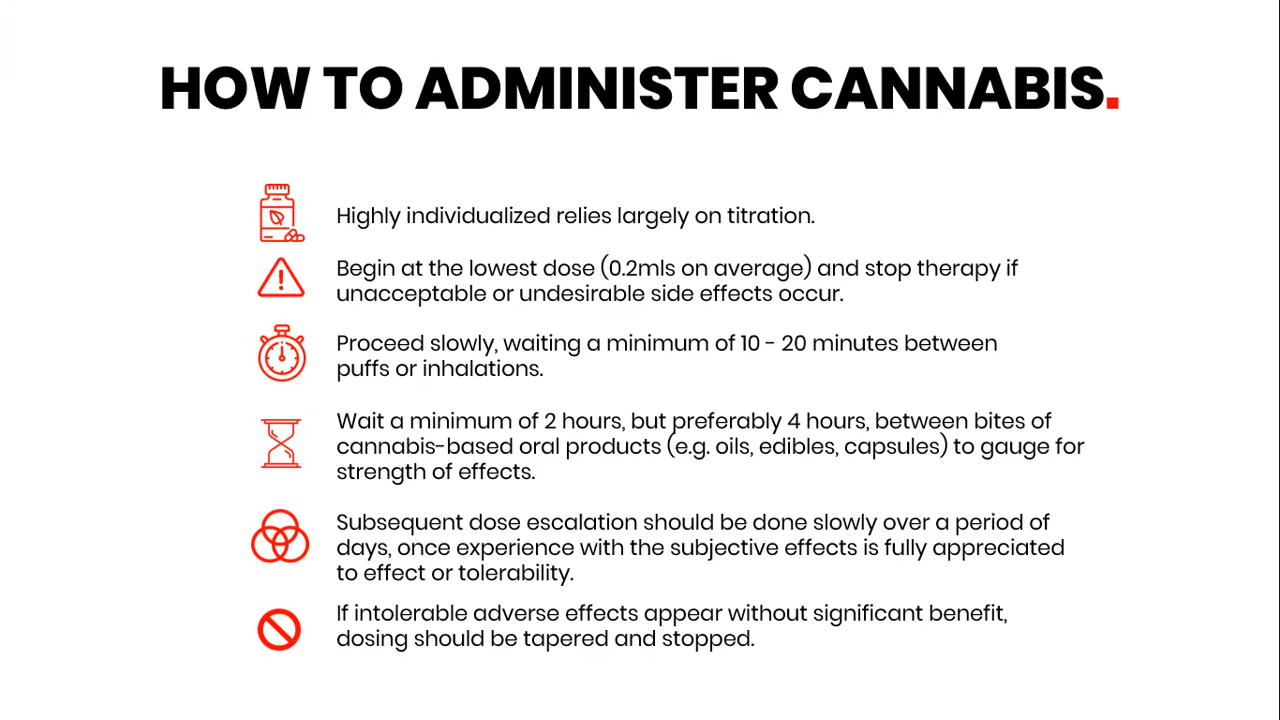 HOW TO ADMINISTER CANNABIS.
Highly individualized relies largely on titration.
Begin at the lowest dose (0.2mls on average) and stop therapy if
unacceptable or undesirable side effects occur.
Proceed slowly, waiting a minimum of 10 - 20 minutes between
puffs or inhalations.
Wait a minimum of 2 hours, but preferably 4 hours, between bites of
cannabis-based oral products (e.g. oils, edibles, capsules) to gauge for
strength of effects.
Subsequent dose escalation should be done slowly over a period of
days, once experience with the subjective effects is fully appreciated
to effect or tolerability.
If intolerable adverse effects appear without significant benefit,
dosing should be tapered and stopped.